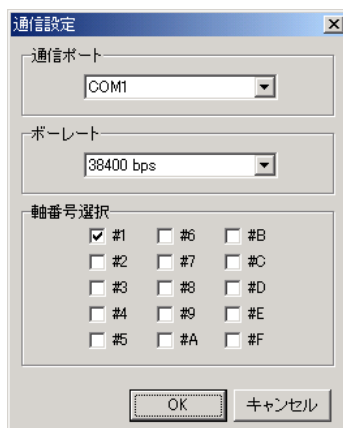 通信設定
通信ポート
COM1
ボーレート
38400 bps
軸番号選択
#1 #6 #B
#2 #7 #C
#3 #8 #D
#4 #9 #E
#5 #A #F
OK キャンセル